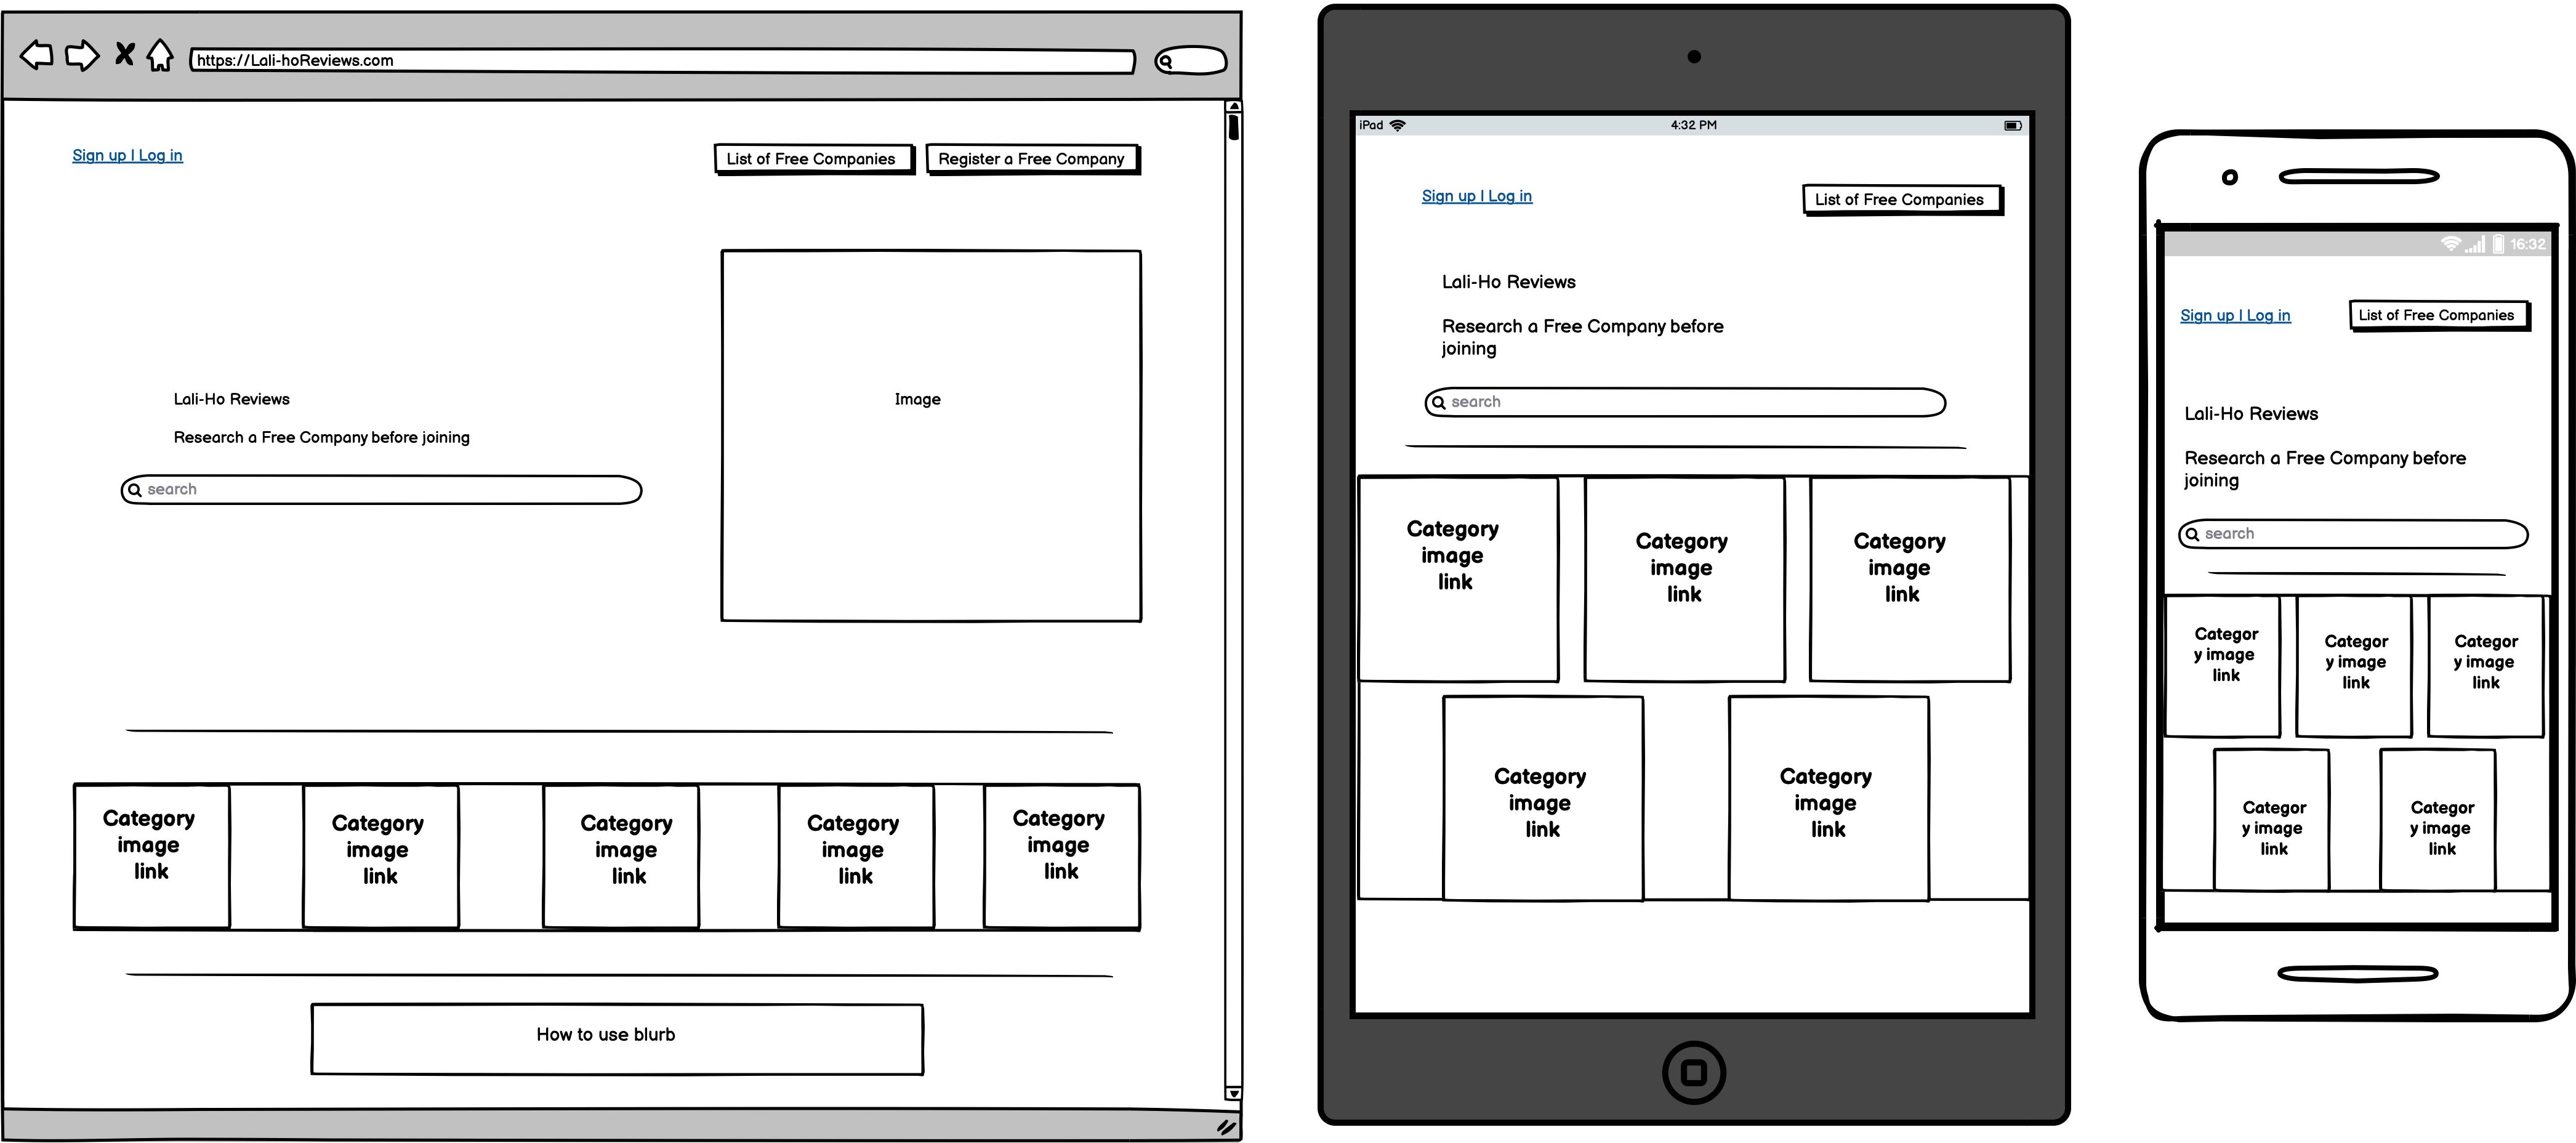 https://Lali-hoReviews.com
Sign up | Log in
List of Free Companies
Register a Free Company
Image
Lali-Ho Reviews
Research a Free Company before joining
search
Category
image
link
Category
image
link
Category
image
link
Category
image
link
Category
image
link
How to use blurb
iPad
4:32 PM
Sign up | Log in
List of Free Companies
Lali-Ho Reviews
Research a Free Company before
joining
search
Category
image
link
Category
image
link
Category
image
link
Category
image
link
Category
image
link
16:32
Sign up | Log in
List of Free Companies
Lali-Ho Reviews
Research a Free Company before
joining
search
Categor
y image
link
Categor
y image
link
Categor
y image
link
Categor
y image
link
Categor
y image
link